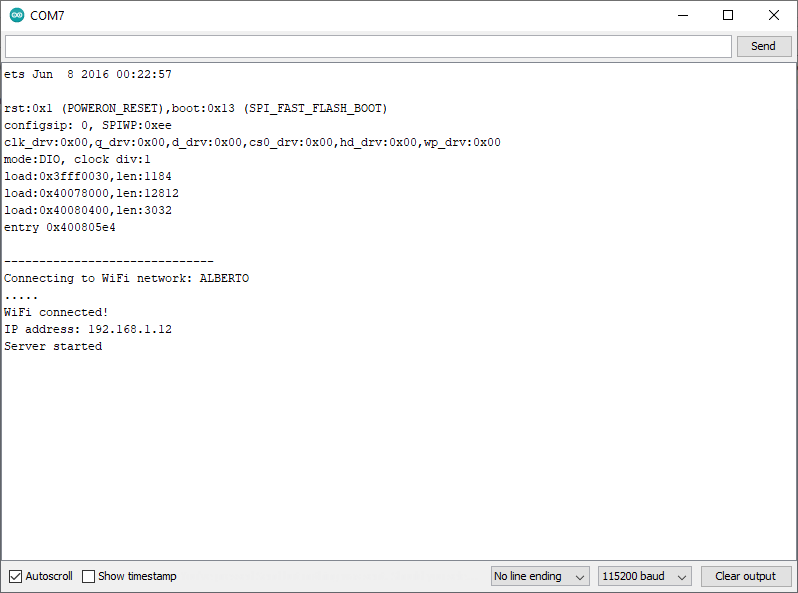 COM7
Send
ets Jun  8 2016 00:22:57
rst:0x1 (POWERON_RESET),boot:0x13 (SPI_FAST_FLASH_BOOT)
configsip: 0, SPIWP:0xee
clk_drv:0x00,q_drv:0x00,d_drv:0x00,cs0_drv:0x00,hd_drv:0x00,wp_drv:0x00
mode:DIO, clock div:1
load:0x3fff0030,len:1184
load:0x40078000,len:12812
load:0x40080400,len:3032
entry 0x400805e4
------------------------------
Connecting to WiFi network: ALBERTO
.....
WiFi connected!
IP address: 192.168.1.12
Server started
Autoscroll Show timestamp No line ending 115200 baud Clear output